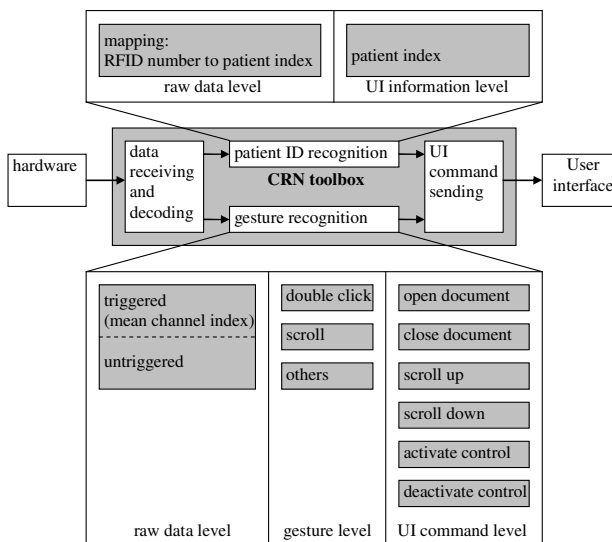 mapping:
RFID number to patient index
raw data level
patient index
UI information level
hardware
data
receiving
and
decoding
patient ID recognition
CRN toolbox
gesture recognition
UI
command
sending
User
interface
triggered
(mean channel index)
untriggered
raw data level
double click
scroll
others
gesture level
open document
close document
scroll up
scroll down
activate control
deactivate control
UI command level